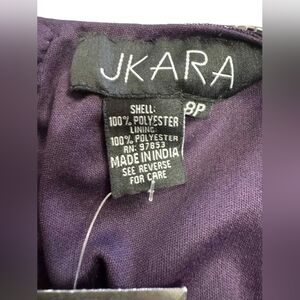 JKARA
8P
SHELL:
100% POLYESTER
LINING:
100% POLYESTER
RN: 97853
MADE IN INDIA
SEE REVERSE
FOR CARE